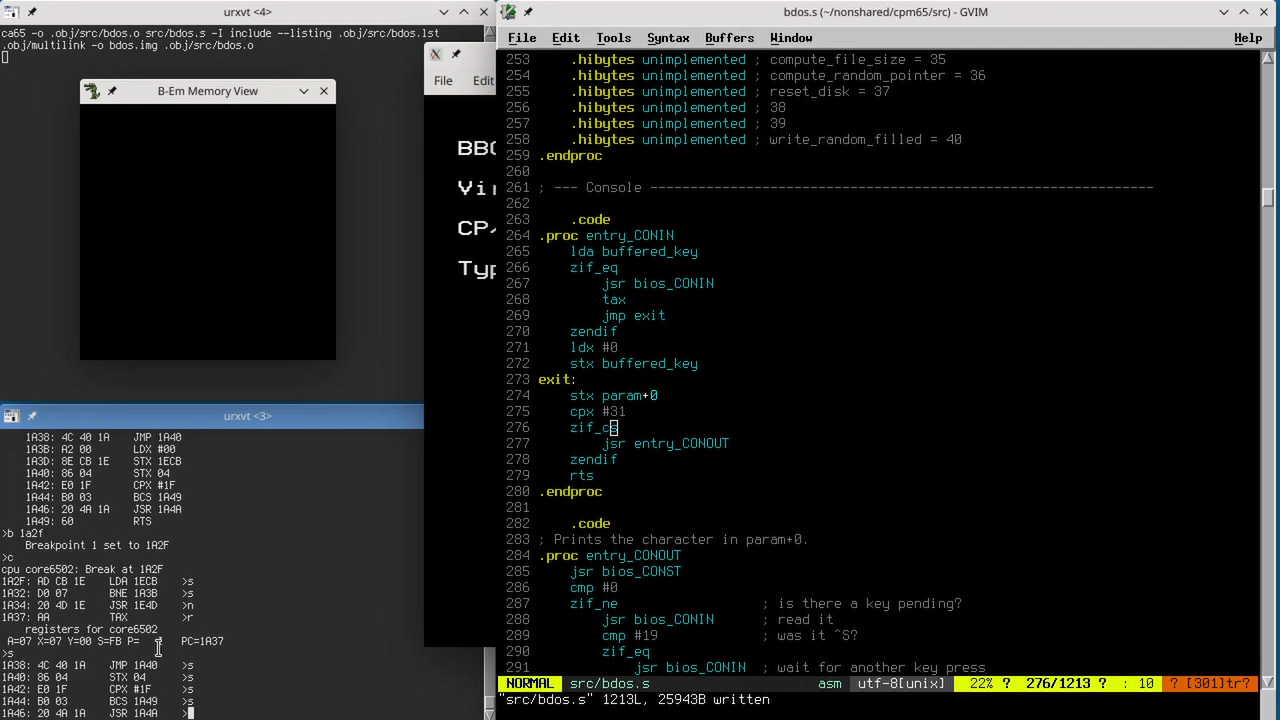 urxvt <4>
ca65 -o .obj/src/bdos.o src/bdos.s -I include --listing .obj/src/bdos.lst
.obj/multilink -o bdos.img .obj/src/bdos.o
B-Em Memory View
File Edit
BBC
Vir
CP/
Typ
urxvt <3>
1A38: 4C 40 1A JMP 1A40
1A3B: A2 00 LDX #00
1A3D: 8E CB 1E STX 1ECB
1A40: 86 04 STX 04
1A42: E0 1F CPX #1F
1A44: B0 03 BCS 1A49
1A46: 20 4A 1A JSR 1A4A
1A49: 60 RTS
>b 1a2f
Breakpoint 1 set to 1A2F
>c
cpu core6502: Break at 1A2F
1A2F: AD CB 1E LDA 1ECB >s
1A32: D0 07 BNE 1A3B >s
1A34: 20 4D 1E JSR 1E4D >n
1A37: AA TAX >r
registers for core6502
A=07 X=07 Y=00 S=FB P= PC=1A37
>s
1A38: 4C 40 1A JMP 1A40 >s
1A40: 86 04 STX 04 >s
1A42: E0 1F CPX #1F >s
1A44: B0 03 BCS 1A49 >s
1A46: 20 4A 1A JSR 1A4A >
bdos.s (~/nonshared/cpm65/src) - GVIM
File Edit Tools Syntax Buffers Window Help
253 .hibytes unimplemented ; compute_file_size = 35
254 .hibytes unimplemented ; compute_random_pointer = 36
255 .hibytes unimplemented ; reset_disk = 37
256 .hibytes unimplemented ; 38
257 .hibytes unimplemented ; 39
258 .hibytes unimplemented ; write_random_filled = 40
259 .endproc
260
261 ; --- Console ---------------------------------------------------------------
262
263 .code
264 .proc entry_CONIN
265 lda buffered_key
266 zif_eq
267 jsr bios_CONIN
268 tax
269 jmp exit
270 zendif
271 ldx #0
272 stx buffered_key
273 exit:
274 stx param+0
275 cpx #31
276 zif_cs
277 jsr entry_CONOUT
278 zendif
279 rts
280 .endproc
281
282 .code
283 ; Prints the character in param+0.
284 .proc entry_CONOUT
285 jsr bios_CONST
286 cmp #0
287 zif_ne ; is there a key pending?
288 jsr bios_CONIN ; read it
289 cmp #19 ; was it ^S?
290 zif_eq
291 jsr bios_CONIN ; wait for another key press
NORMAL src/bdos.s asm utf-8[unix] 22% ? 276/1213 ? : 10 ? [301]tr?
"src/bdos.s" 1213L, 25943B written